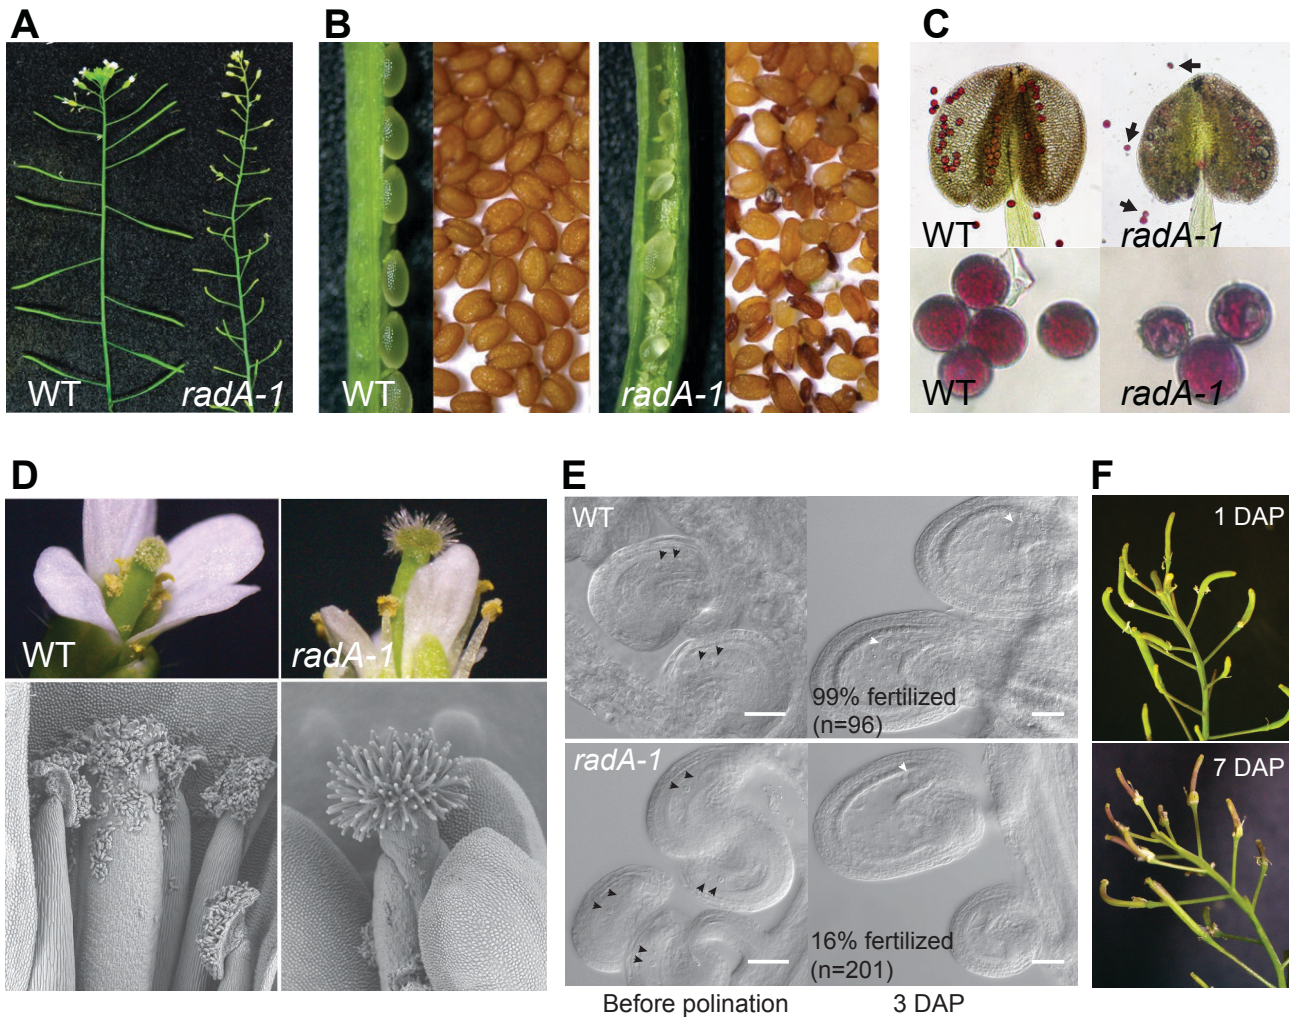 A
B
C
WT
radA-1
WT
radA-1
WT
radA-1
WT
radA-1
D
E
F
WT
radA-1
WT
99% fertilized
(n=96)
radA-1
16% fertilized
(n=201)
Before polination
3 DAP
1 DAP
7 DAP